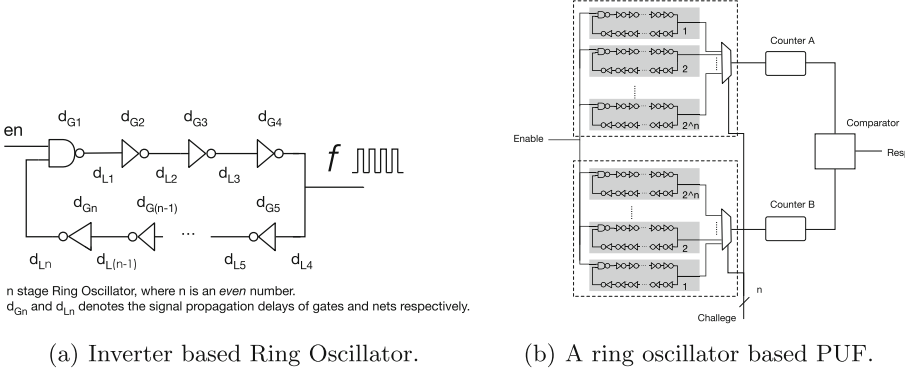 en
d_G1
d_G2
d_G3
d_G4
d_L1
d_L2
d_L3
f
d_Gn
d_G(n-1)
...
d_G5
d_Ln
d_L(n-1)
d_L5
d_L4
n stage Ring Oscillator, where n is an even number.
d_Gn and d_Ln denotes the signal propagation delays of gates and nets respectively.
(a) Inverter based Ring Oscillator.
1
2
2^n
Enable
2^n
2
1
Counter A
Comparator
Resp
Counter B
n
Challege
(b) A ring oscillator based PUF.